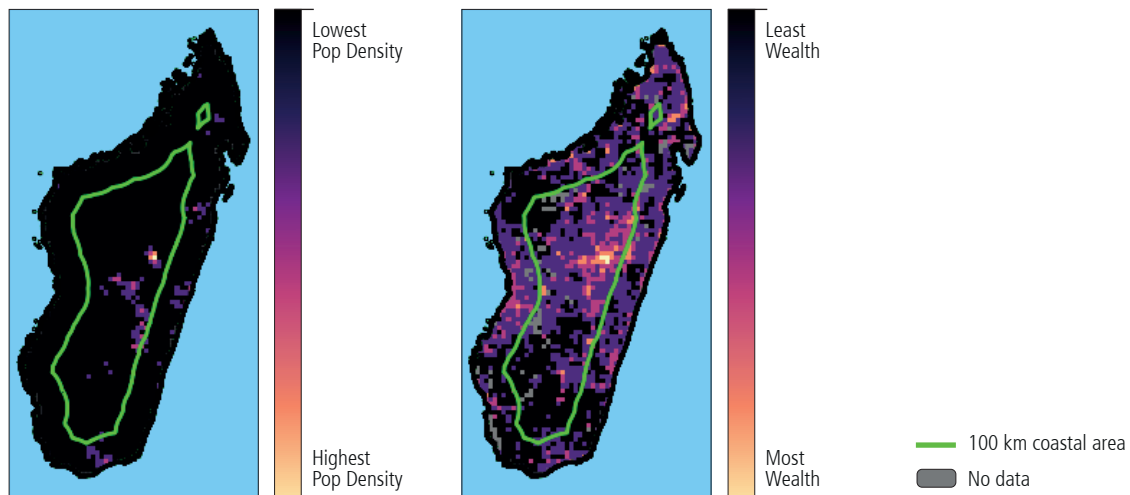 Lowest
Pop Density
Highest
Pop Density
Least
Wealth
Most
Wealth
100 km coastal area
No data